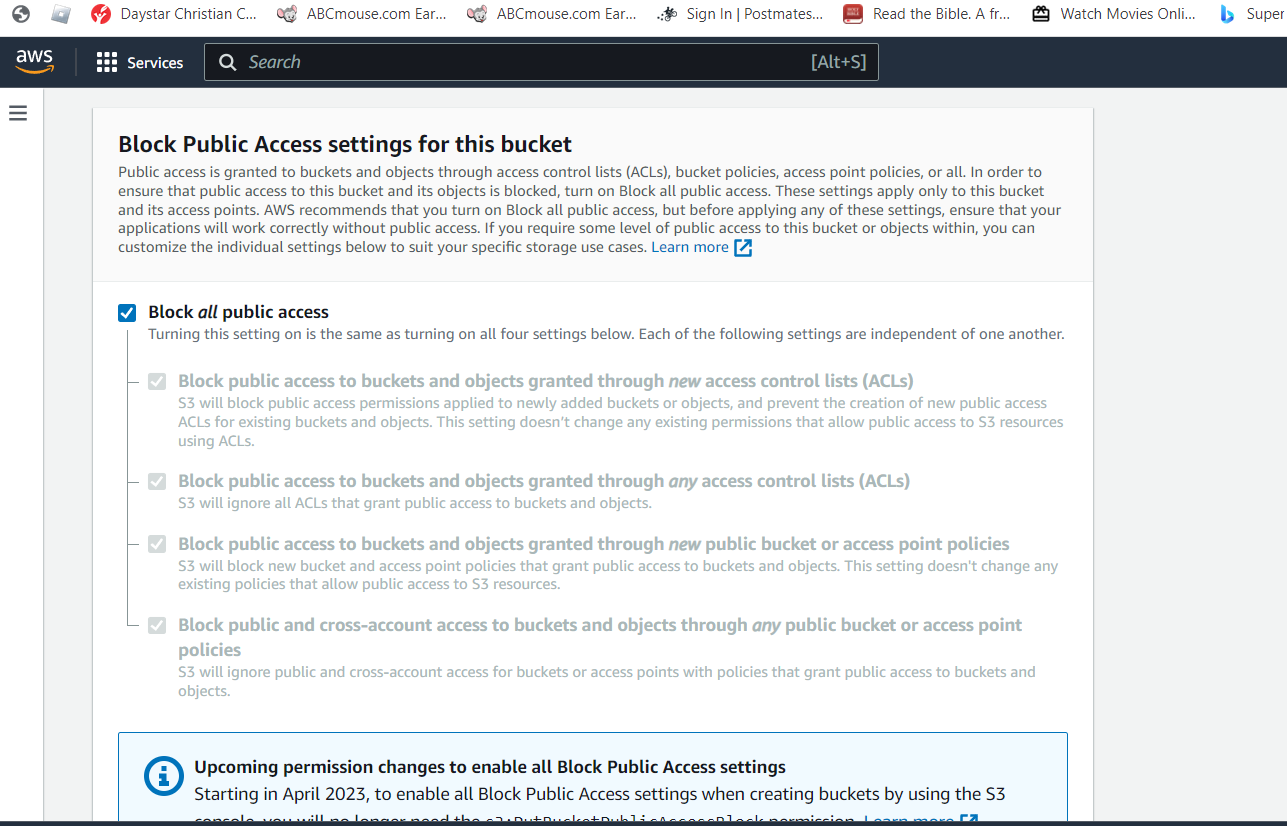 Daystar Christian C... ABCmouse.com Ear... ABCmouse.com Ear... Sign In | Postmates... Read the Bible. A fr... Watch Movies Onli... Super
aws Services Search [Alt+S]
Block Public Access settings for this bucket
Public access is granted to buckets and objects through access control lists (ACLs), bucket policies, access point policies, or all. In order to
ensure that public access to this bucket and its objects is blocked, turn on Block all public access. These settings apply only to this bucket
and its access points. AWS recommends that you turn on Block all public access, but before applying any of these settings, ensure that your
applications will work correctly without public access. If you require some level of public access to this bucket or objects within, you can
customize the individual settings below to suit your specific storage use cases. Learn more
Block all public access
Turning this setting on is the same as turning on all four settings below. Each of the following settings are independent of one another.
Block public access to buckets and objects granted through new access control lists (ACLs)
S3 will block public access permissions applied to newly added buckets or objects, and prevent the creation of new public access
ACLs for existing buckets and objects. This setting doesn't change any existing permissions that allow public access to S3 resources
using ACLs.
Block public access to buckets and objects granted through any access control lists (ACLs)
S3 will ignore all ACLs that grant public access to buckets and objects.
Block public access to buckets and objects granted through new public bucket or access point policies
S3 will block new bucket and access point policies that grant public access to buckets and objects. This setting doesn't change any
existing policies that allow public access to S3 resources.
Block public and cross-account access to buckets and objects through any public bucket or access point
policies
S3 will ignore public and cross-account access for buckets or access points with policies that grant public access to buckets and
objects.
Upcoming permission changes to enable all Block Public Access settings
Starting in April 2023, to enable all Block Public Access settings when creating buckets by using the S3
console, you will no longer need the s3:PutBucketPublicAccessBlock permission. Learn more